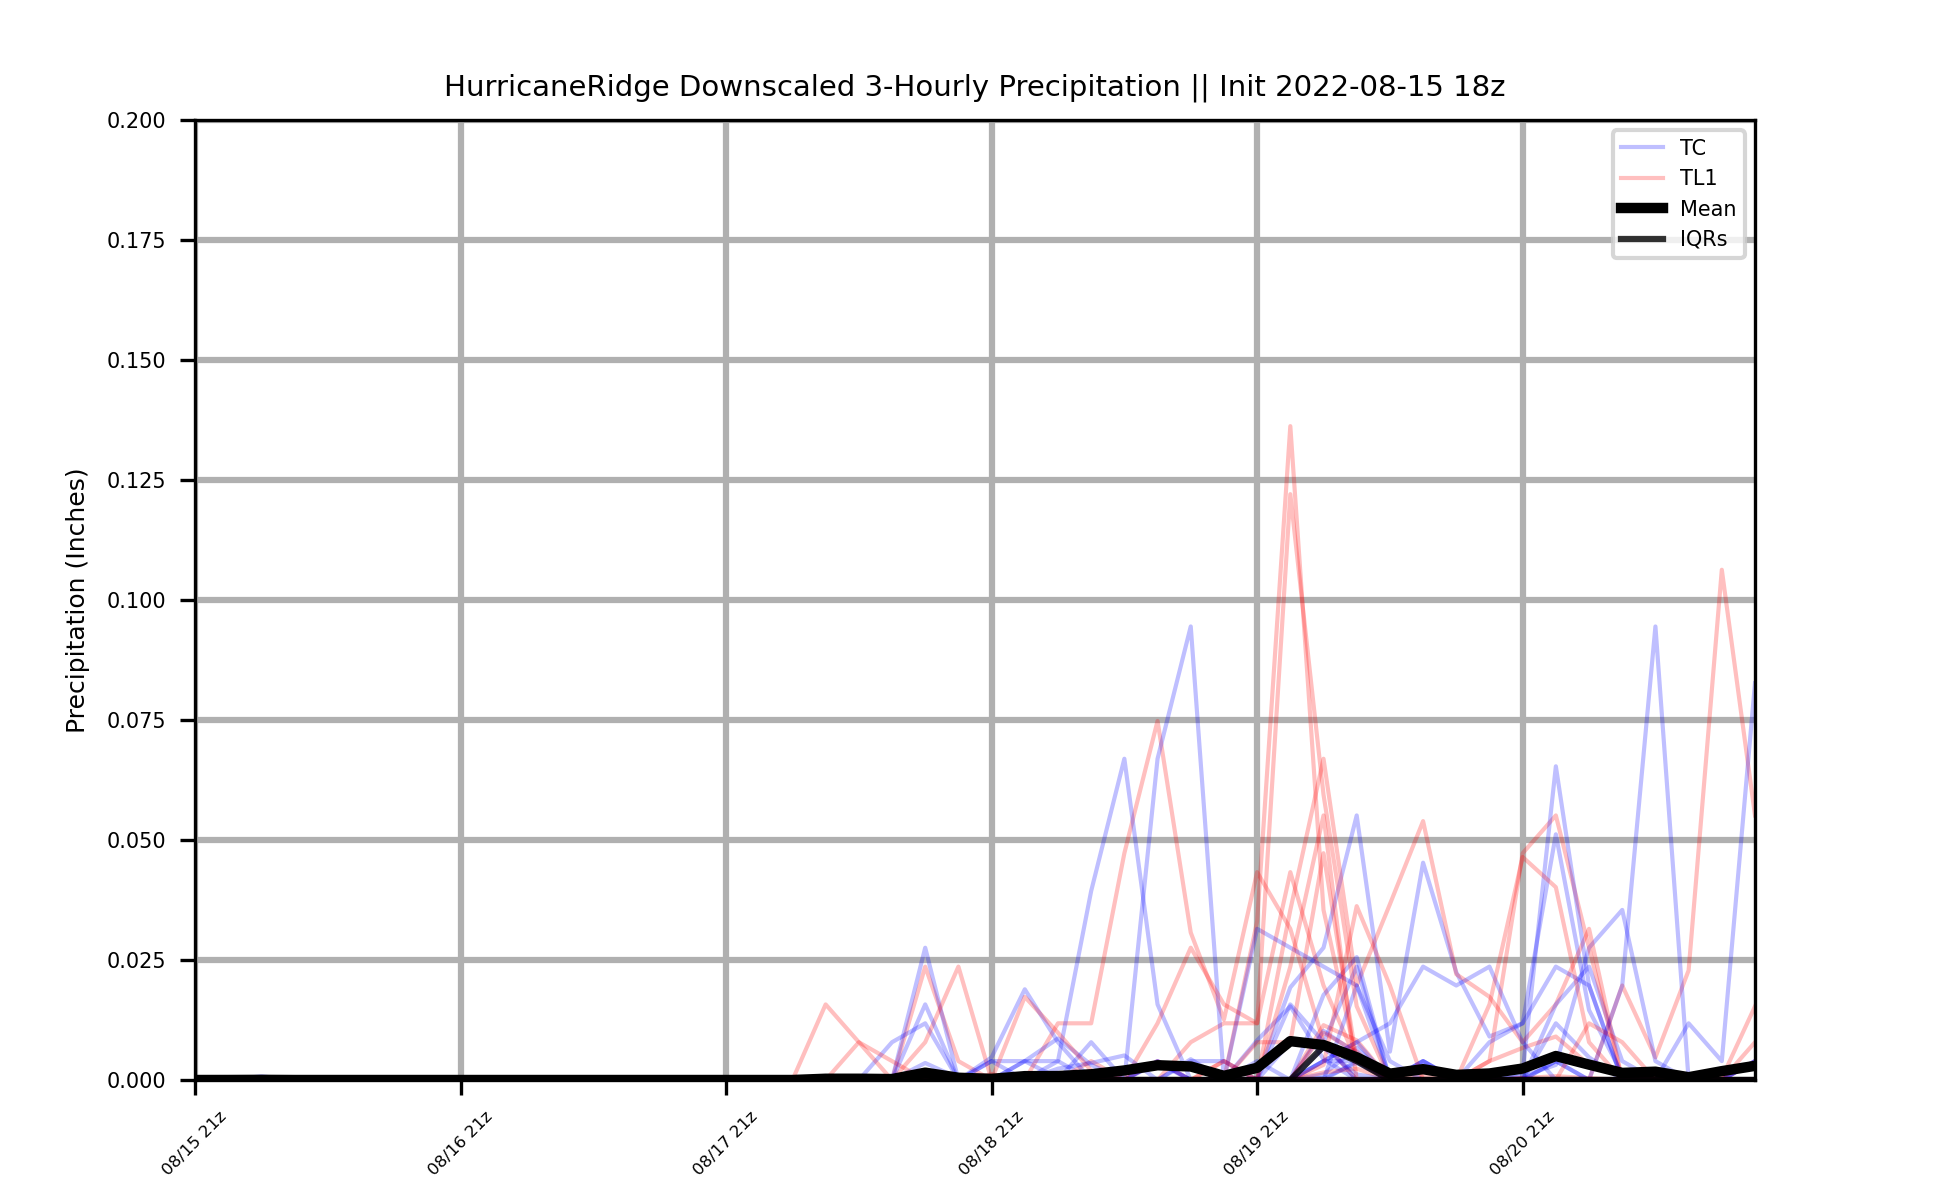 HurricaneRidge Downscaled 3-Hourly Precipitation || Init 2022-08-15 18z
TC
TL1
Mean
IQRs
Precipitation (Inches)
0.200
0.175
0.150
0.125
0.100
0.075
0.050
0.025
0.000
08/15 21z
08/16 21z
08/17 21z
08/18 21z
08/19 21z
08/20 21z